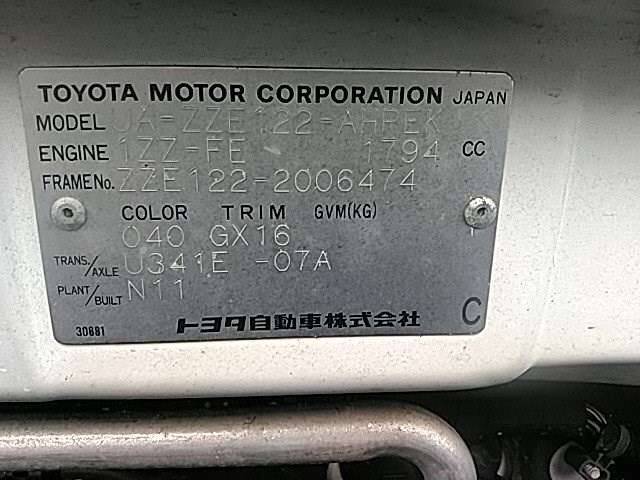 TOYOTA MOTOR CORPORATION JAPAN
MODEL UA-ZZE122-AHPEK
ENGINE 1ZZ-FE 1794 CC
FRAME No. ZZE122-2006474
COLOR TRIM GVM(KG)
040 GX16
TRANS./AXLE U341E -07A
PLANT/BUILT N11
30881 トヨタ自動車株式会社 C